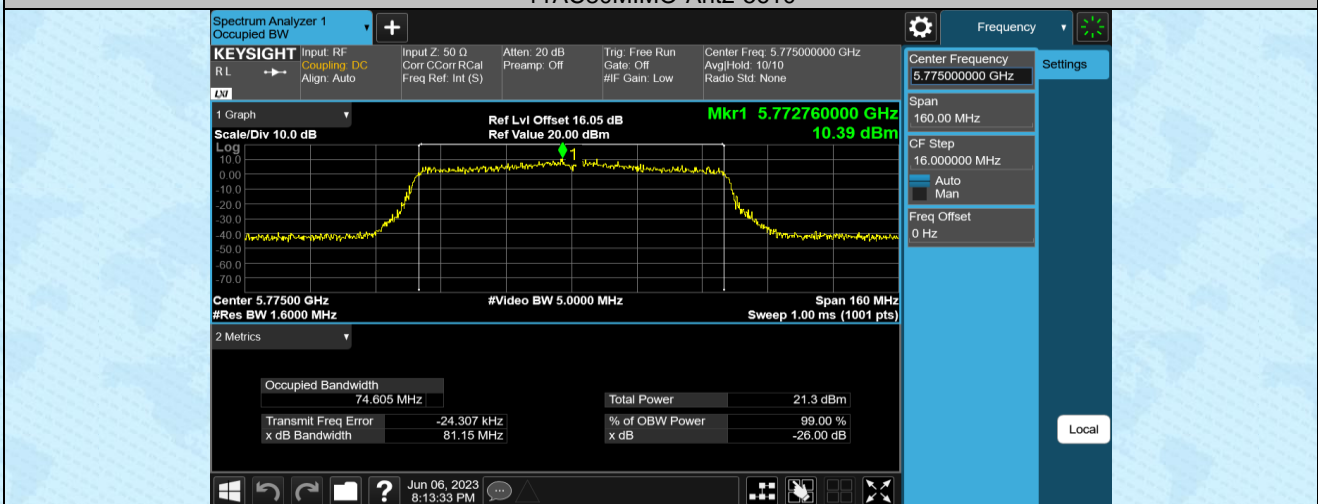 Spectrum Analyzer 1
Occupied BW
Frequency
KEYSIGHT
R L
LXI
Input: RF
Coupling: DC
Align: Auto
Input Z: 50 Ω
Corr CCorr RCal
Freq Ref: Int (S)
Atten: 20 dB
Preamp: Off
Trig: Free Run
Gate: Off
#IF Gain: Low
Center Freq: 5.775000000 GHz
Avg|Hold: 10/10
Radio Std: None
Center Frequency
5.775000000 GHz
Settings
Span
160.00 MHz
CF Step
16.000000 MHz
Auto
Man
Freq Offset
0 Hz
1 Graph
Scale/Div 10.0 dB
Ref Lvl Offset 16.05 dB
Ref Value 20.00 dBm
Mkr1 5.772760000 GHz
10.39 dBm
Log
10.0
0.00
-10.0
-20.0
-30.0
-40.0
-50.0
-60.0
-70.0
1
Center 5.77500 GHz
#Res BW 1.6000 MHz
#Video BW 5.0000 MHz
Span 160 MHz
Sweep 1.00 ms (1001 pts)
2 Metrics
Occupied Bandwidth
74.605 MHz
Total Power 21.3 dBm
Transmit Freq Error -24.307 kHz
% of OBW Power 99.00 %
x dB Bandwidth 81.15 MHz
x dB -26.00 dB
Local
?
Jun 06, 2023
8:13:33 PM